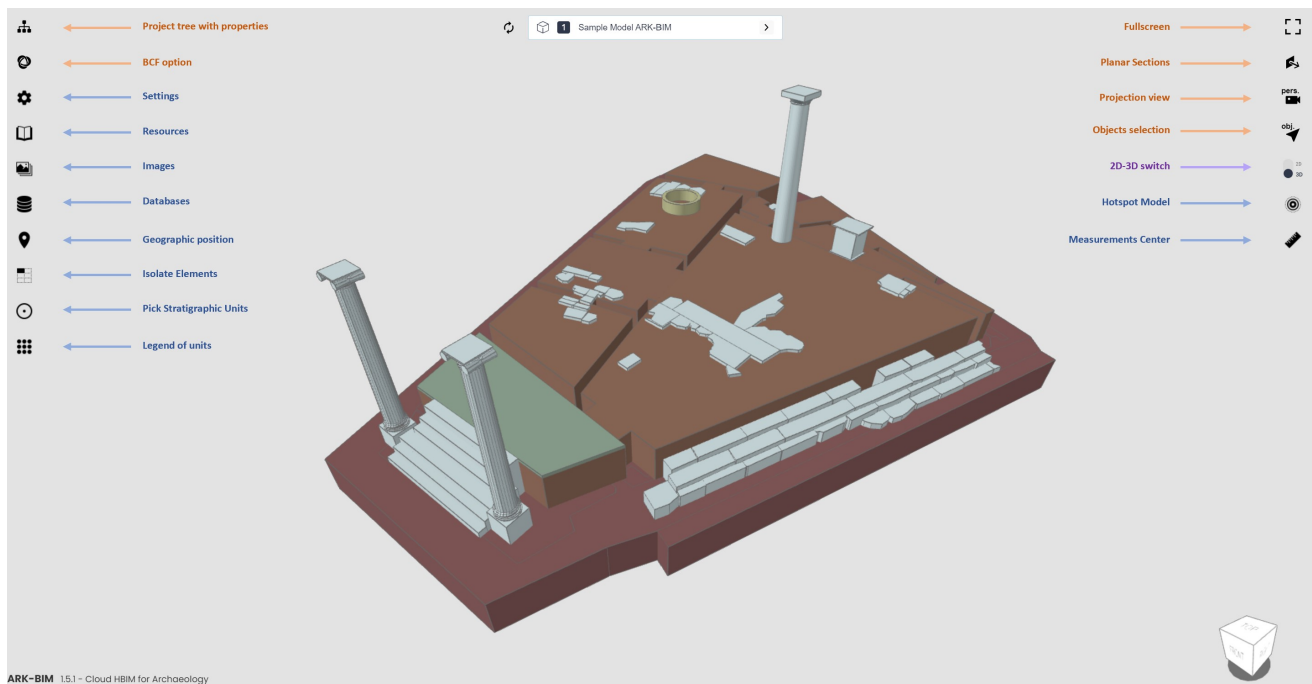 Project tree with properties
BCF option
Settings
Resources
Images
Databases
Geographic position
Isolate Elements
Pick Stratigraphic Units
Legend of units
1 Sample Model ARK-BIM
Fullscreen
Planar Sections
pers.
Projection view
obj.
Objects selection
2D-3D switch
2D
3D
Hotspot Model
Measurements Center
TOP
ARK-BIM 1.5.1 - Cloud HBIM for Archaeology